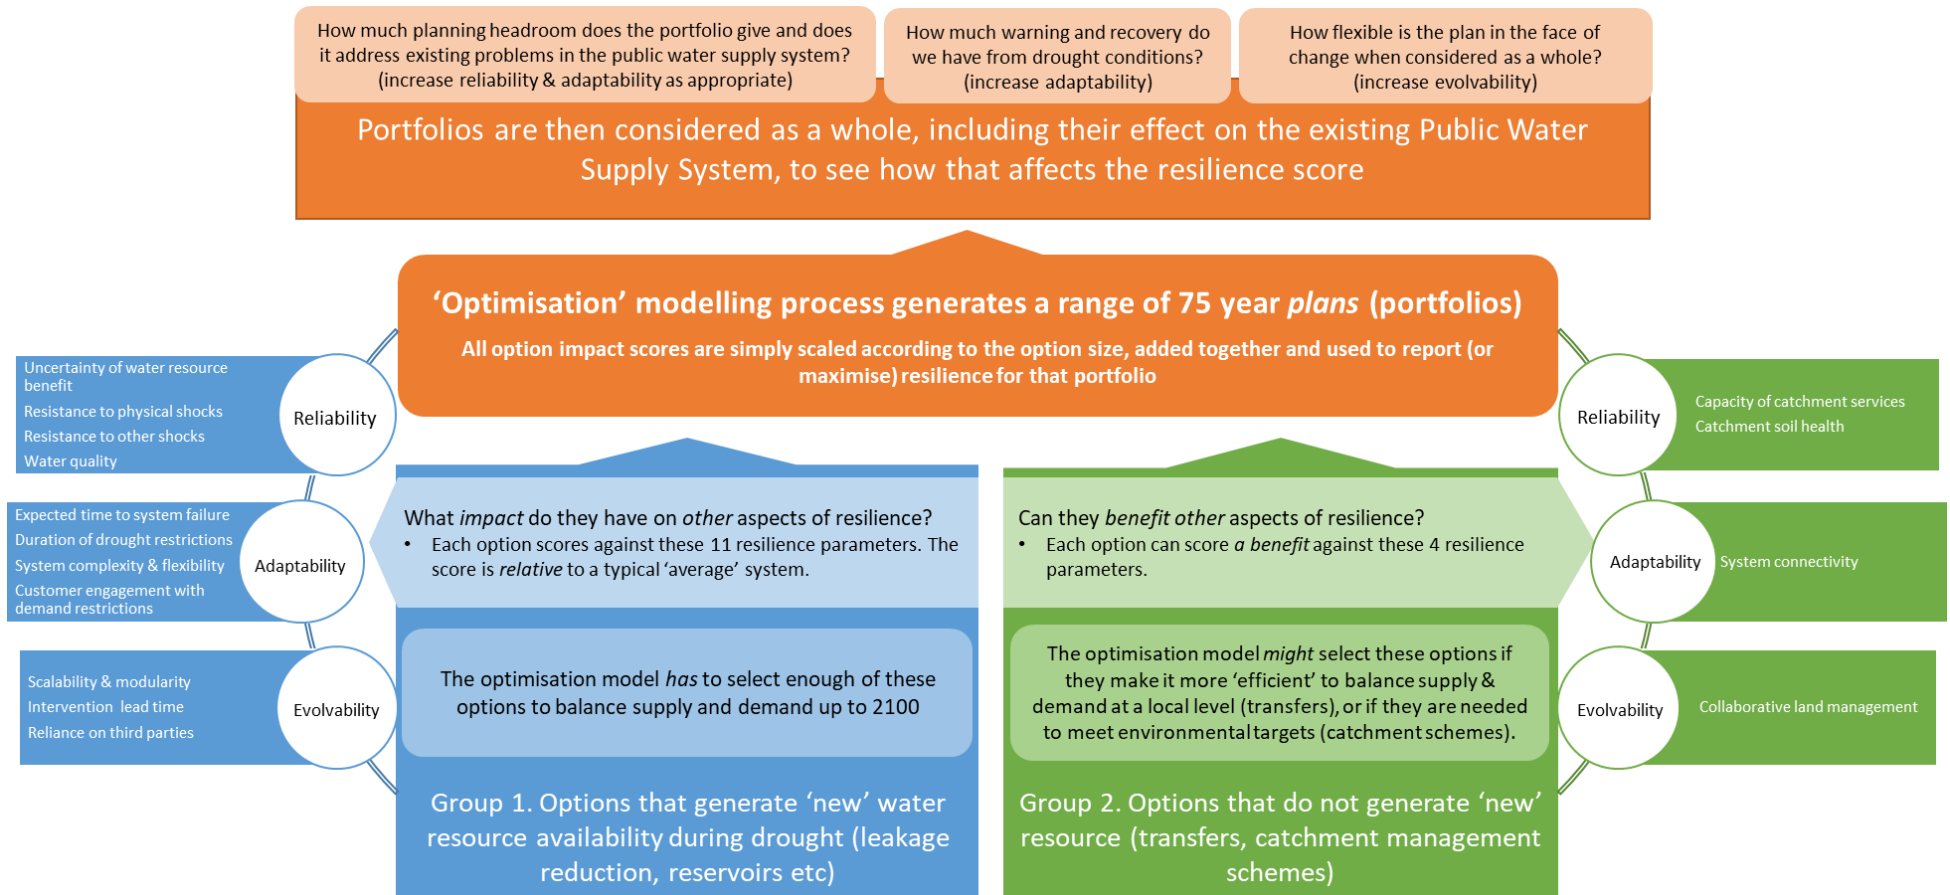 How much planning headroom does the portfolio give and does
it address existing problems in the public water supply system?
(increase reliability & adaptability as appropriate)
How much warning and recovery do
we have from drought conditions?
(increase adaptability)
How flexible is the plan in the face of
change when considered as a whole?
(increase evolvability)
Portfolios are then considered as a whole, including their effect on the existing Public Water
Supply System, to see how that affects the resilience score
‘Optimisation’ modelling process generates a range of 75 year plans (portfolios)
All option impact scores are simply scaled according to the option size, added together and used to report (or
maximise) resilience for that portfolio
Uncertainty of water resource
benefit
Resistance to physical shocks
Resistance to other shocks
Water quality
Reliability
Expected time to system failure
Duration of drought restrictions
System complexity & flexibility
Customer engagement with
demand restrictions
Adaptability
Scalability & modularity
Intervention lead time
Reliance on third parties
Evolvability
What impact do they have on other aspects of resilience?
• Each option scores against these 11 resilience parameters. The
score is relative to a typical ‘average’ system.
The optimisation model has to select enough of these
options to balance supply and demand up to 2100
Group 1. Options that generate ‘new’ water
resource availability during drought (leakage
reduction, reservoirs etc)
Can they benefit other aspects of resilience?
• Each option can score a benefit against these 4 resilience
parameters.
The optimisation model might select these options if
they make it more ‘efficient’ to balance supply &
demand at a local level (transfers), or if they are needed
to meet environmental targets (catchment schemes).
Group 2. Options that do not generate ‘new’
resource (transfers, catchment management
schemes)
Reliability
Capacity of catchment services
Catchment soil health
Adaptability
System connectivity
Evolvability
Collaborative land management